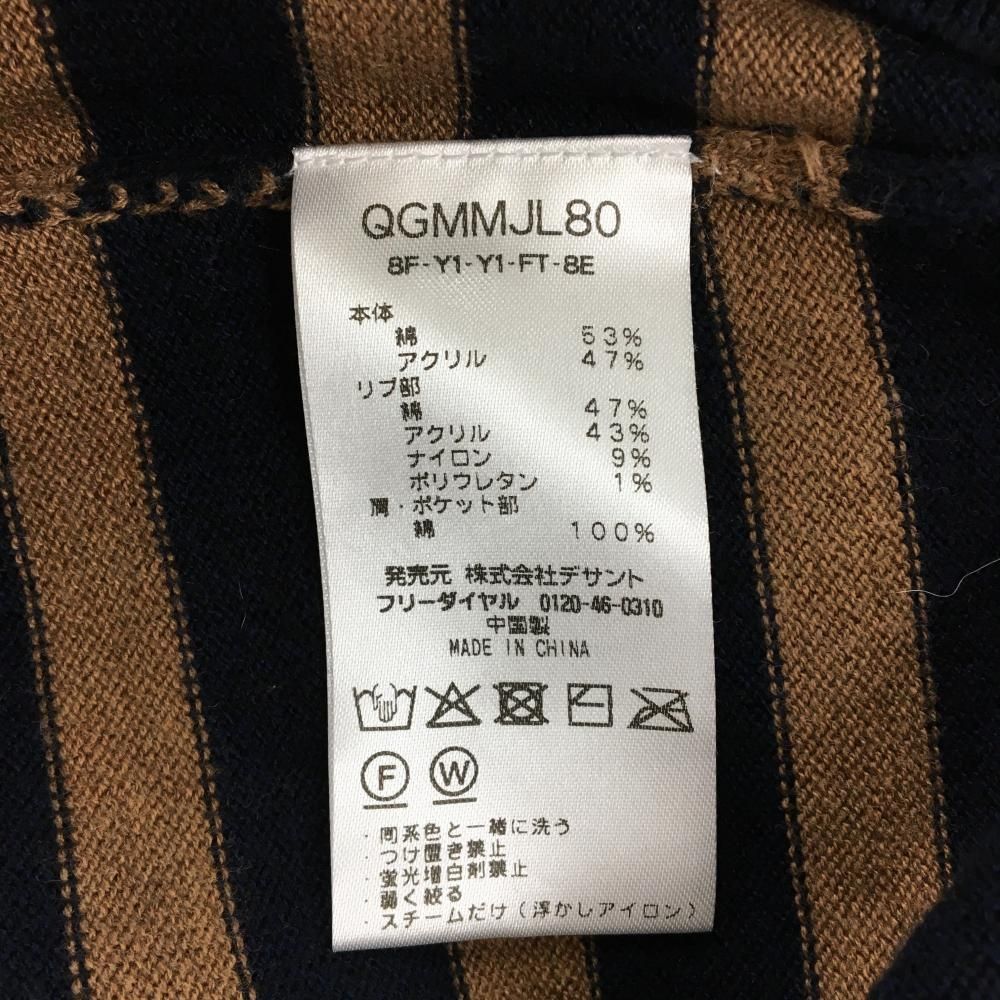 QGMMJL80
8F-Y1-Y1-FT-8E
本体
綿 53%
アクリル 47%
リブ部
綿 47%
アクリル 43%
ナイロン 9%
ポリウレタン 1%
肩・ポケット部
綿 100%
発売元 株式会社デサント
フリーダイヤル 0120-46-0310
中国製
MADE IN CHINA
F W
・同系色と一緒に洗う
・つけ置き禁止
・蛍光増白剤禁止
・弱く絞る
・スチームだけ(浮かしアイロン)